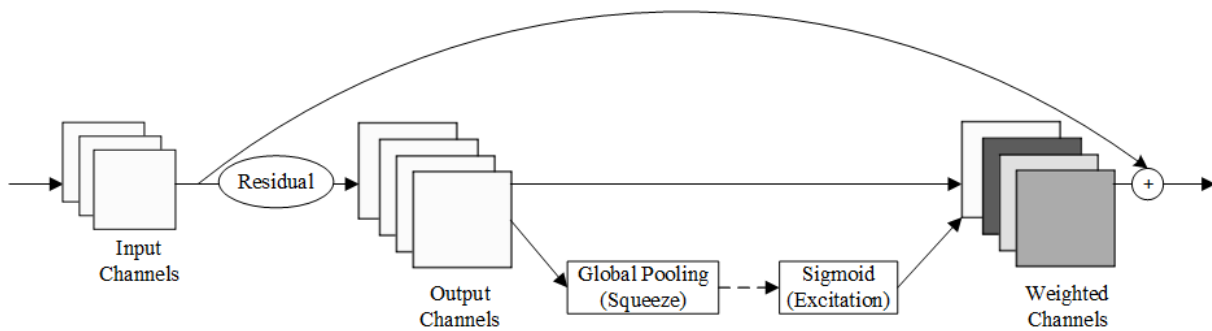 Residual
+
Input
Channels
Output
Channels
Global Pooling
(Squeeze)
Sigmoid
(Excitation)
Weighted
Channels